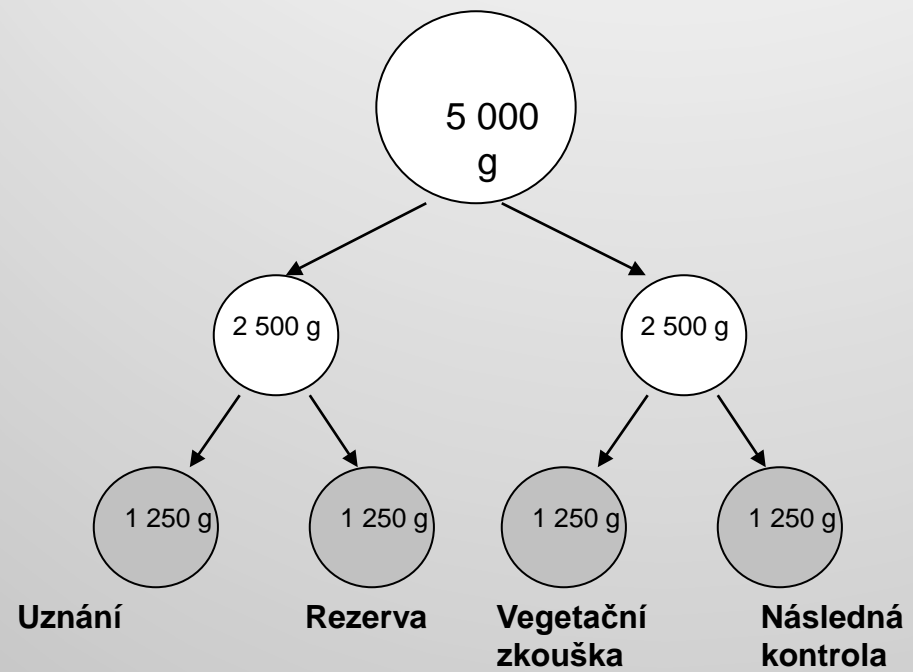 5 000
g
2 500 g
2 500 g
1 250 g
1 250 g
1 250 g
1 250 g
Uznání
Rezerva
Vegetační
zkouška
Následná
kontrola